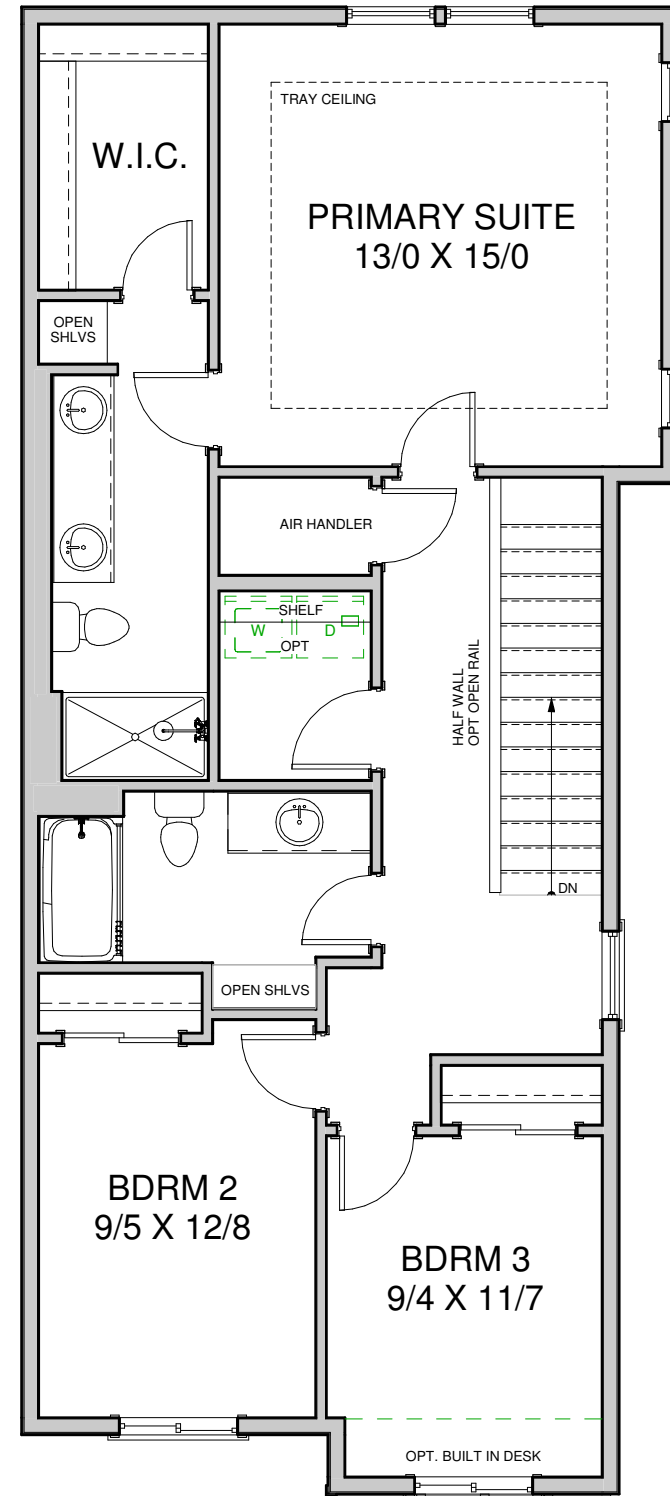 TRAY CEILING
W.I.C.
PRIMARY SUITE
13/0 X 15/0
OPEN
SHLVS
AIR HANDLER
SHELF
W
D
OPT
HALF WALL
OPT OPEN RAIL
DN
OPEN SHLVS
BDRM 2
9/5 X 12/8
BDRM 3
9/4 X 11/7
OPT. BUILT IN DESK